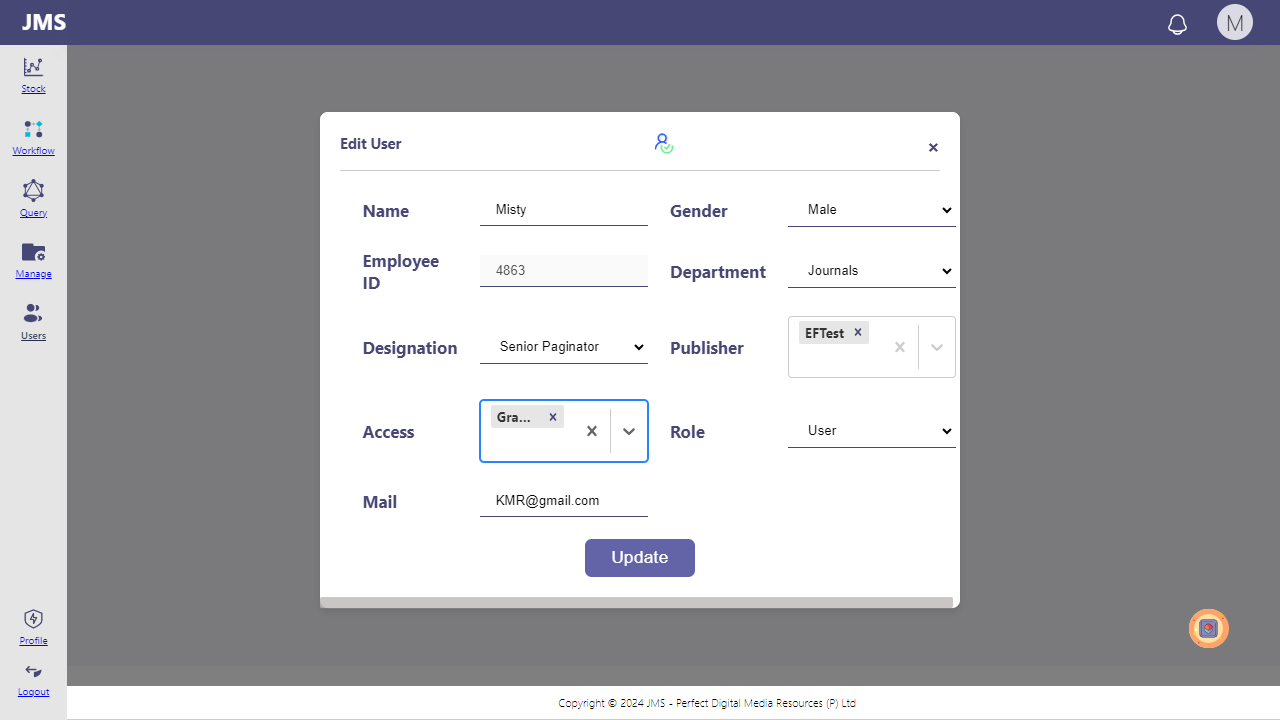 JMS
M
Stock
Workflow
Query
Manage
Users
Profile
Logout
Edit User
×
Name
Misty
Gender
Male
Employee
ID
4863
Department
Journals
Designation
Senior Paginator
Publisher
EFTest
Access
Gra...
Role
User
Mail
KMR@gmail.com
Update
Copyright © 2024 JMS - Perfect Digital Media Resources (P) Ltd